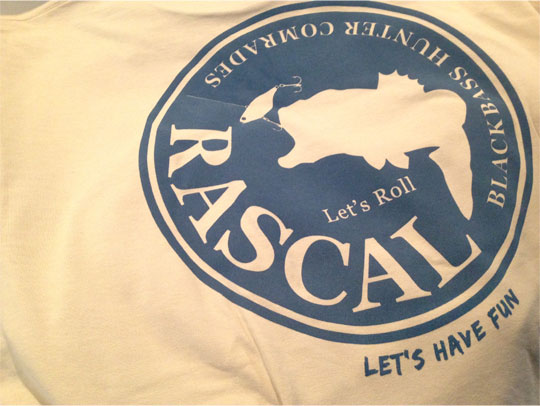 BLACKBASS HUNTER COMRADES
Let's Roll
RASCAL
LET'S HAVE FUN